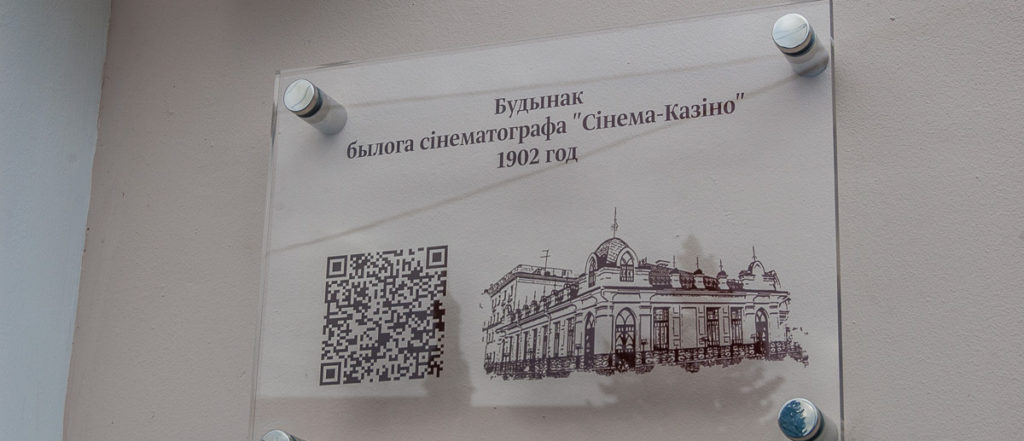 Будынак
былога сінематографа "Сінема-Казіно"
1902 год